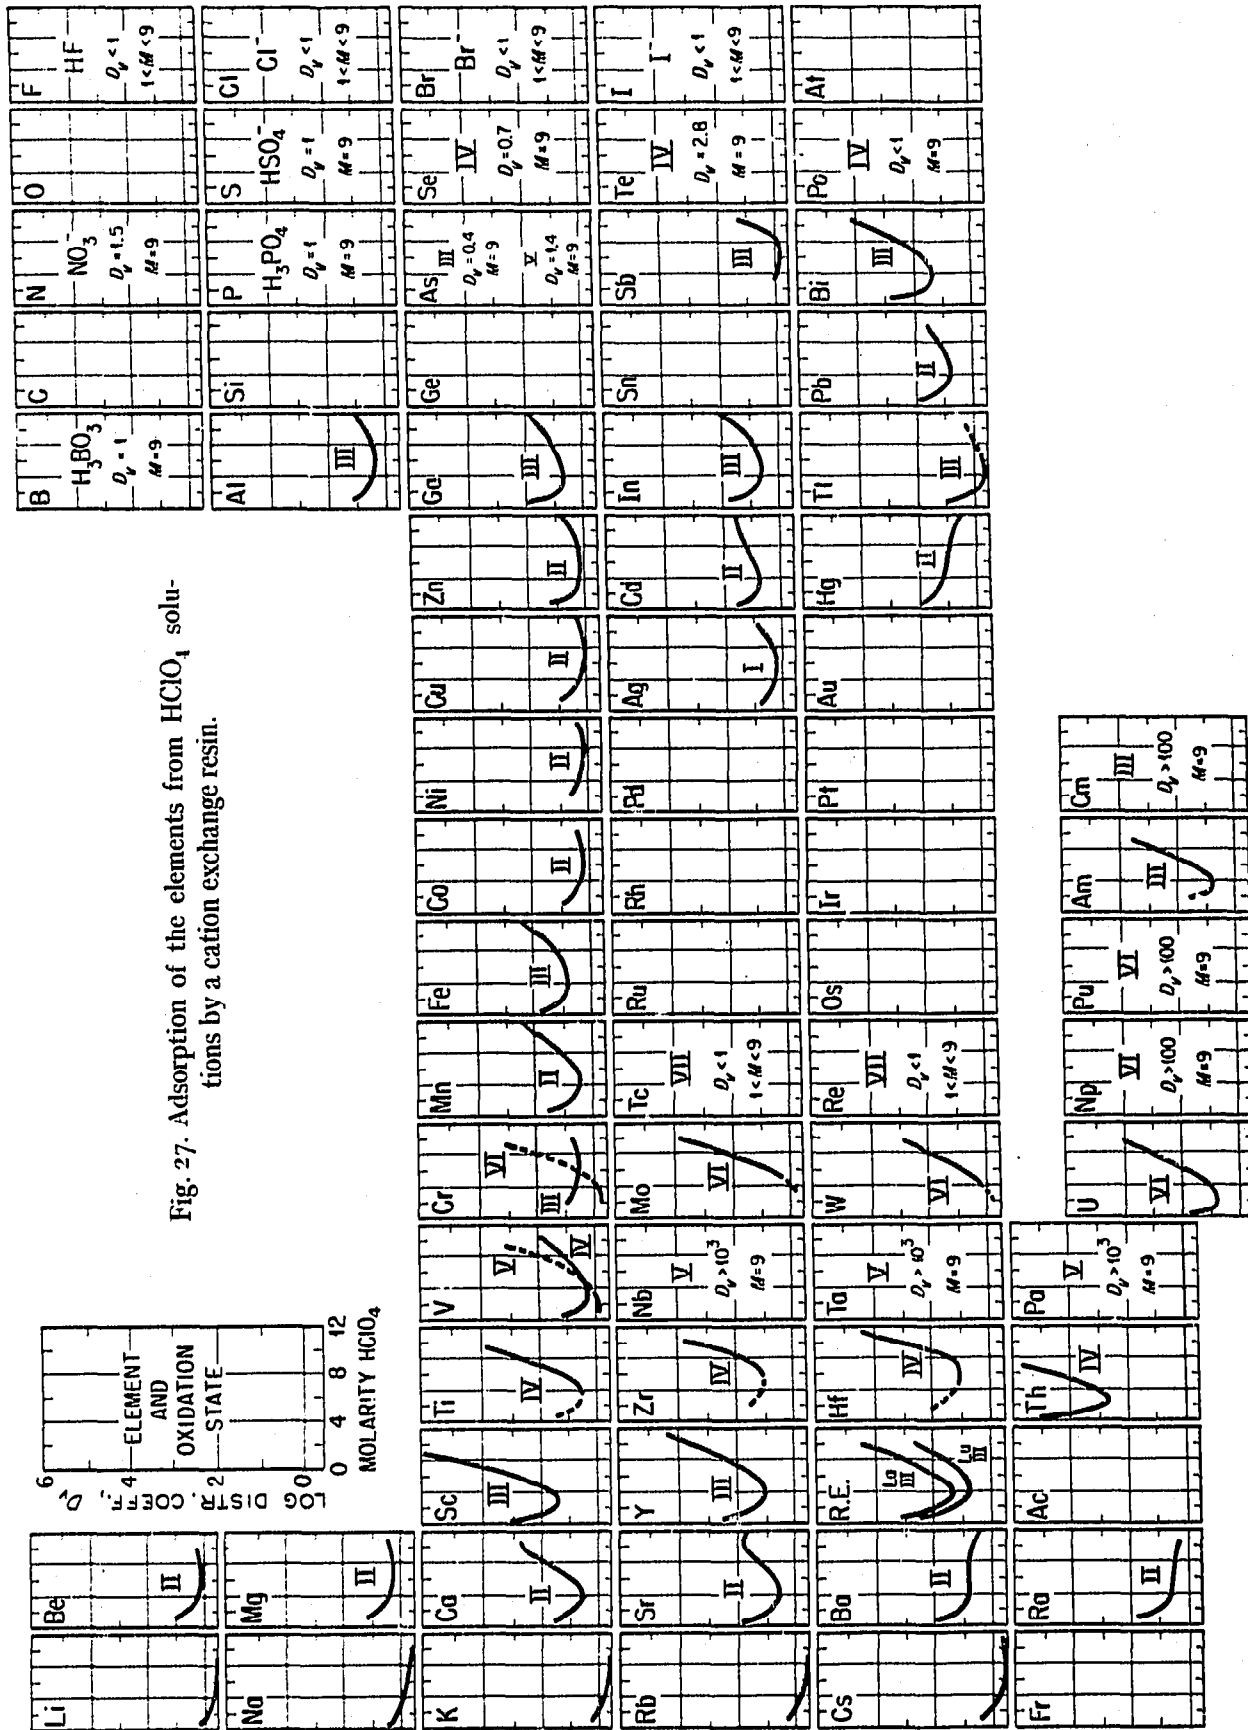 Li
Be
B
H₃BO₃
Dᵥ = 1
M=9
C
N
NO₃⁻
Dᵥ=1.5
M=9
O
F
HF
Dᵥ<1
1<M<9
Na
Mg
II
Al
III
Si
P
H₃PO₄
Dᵥ=1
M=9
S
HSO₄⁻
Dᵥ=1
M=9
Cl
Cl⁻
Dᵥ<1
1<M<9
6
4
2
0
LOG DISTR. COEFF., Dᵥ
ELEMENT
AND
OXIDATION
STATE
0 4 8 12
MOLARITY HClO₄
Fig. 27. Adsorption of the elements from HClO₄ solu-
tions by a cation exchange resin.
II
K
Ca
II
Sc
III
Ti
IV
V
V
IV
Cr
VI
III
Mn
II
Fe
III
Co
II
Ni
II
Cu
II
Zn
II
Ga
III
Ge
As
III
Dᵥ=0.4
M=9
V
Dᵥ=1.4
M=9
Se
IV
Dᵥ=0.7
M=9
Br
Br⁻
Dᵥ<1
1<M<9
Rb
Sr
II
Y
III
Zr
IV
Nb
V
Dᵥ>10³
M=9
Mo
VI
Tc
VII
Dᵥ<1
1<M<9
Ru
Rh
Pd
Ag
I
Cd
II
In
III
Sn
Sb
III
Te
IV
Dᵥ=2.8
M=9
I
I⁻
Dᵥ<1
1<M<9
Cs
Ba
II
R.E.
La
III
Lu
III
Hf
IV
Ta
V
Dᵥ>10³
M=9
W
VI
Re
VII
Dᵥ<1
1<M<9
Os
Ir
Pt
Au
Hg
II
Tl
III
Pb
II
Bi
III
Po
IV
Dᵥ<1
M=9
At
Fr
Ra
II
Ac
Th
IV
Pa
V
Dᵥ>10³
M=9
U
VI
Np
VI
Dᵥ>100
M=9
Pu
VI
Dᵥ>100
M=9
Am
III
Cm
III
Dᵥ>100
M=9